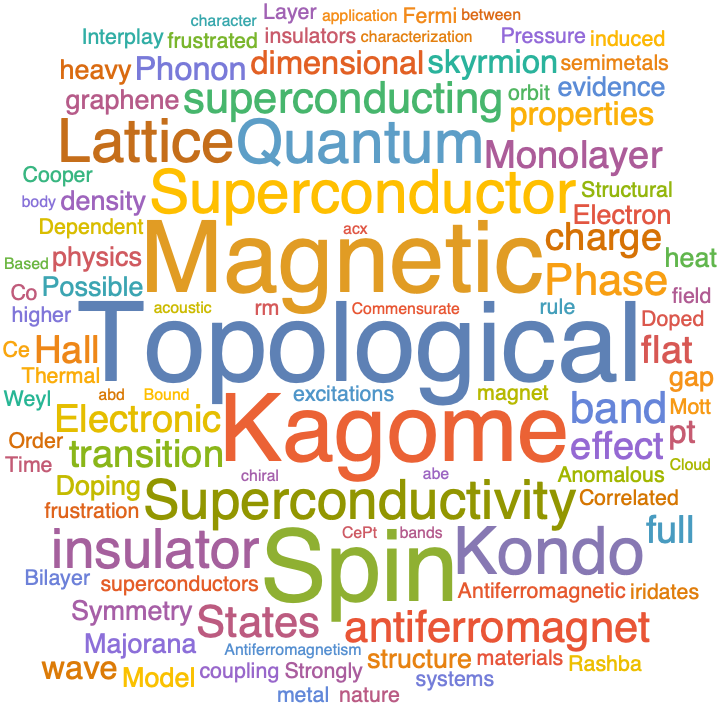 character Layer application Fermi between
Interplay frustrated insulators characterization Pressure induced
heavy Phonon dimensional skyrmion semimetals
graphene superconducting orbit evidence
properties
Lattice Quantum Monolayer
Cooper Superconductor Structural
body density Electron
Dependent Magnetic acx charge heat
Based physics Phase
Co Possible field
higher acoustic rm Commensurate rule Doped
Ce Hall Topological flat
Thermal gap
Weyl abd Bound excitations magnet band Mott
Electronic Kagome pt
Order transition effect
Time chiral abe Anomalous Cloud
Doping Superconductivity Correlated
frustration full
insulator Spin CePt bands Kondo
Bilayer superconductors Antiferromagnetic iridates
Symmetry States antiferromagnet
Majorana Antiferromagnetism structure materials Rashba
wave Model coupling Strongly systems
metal nature